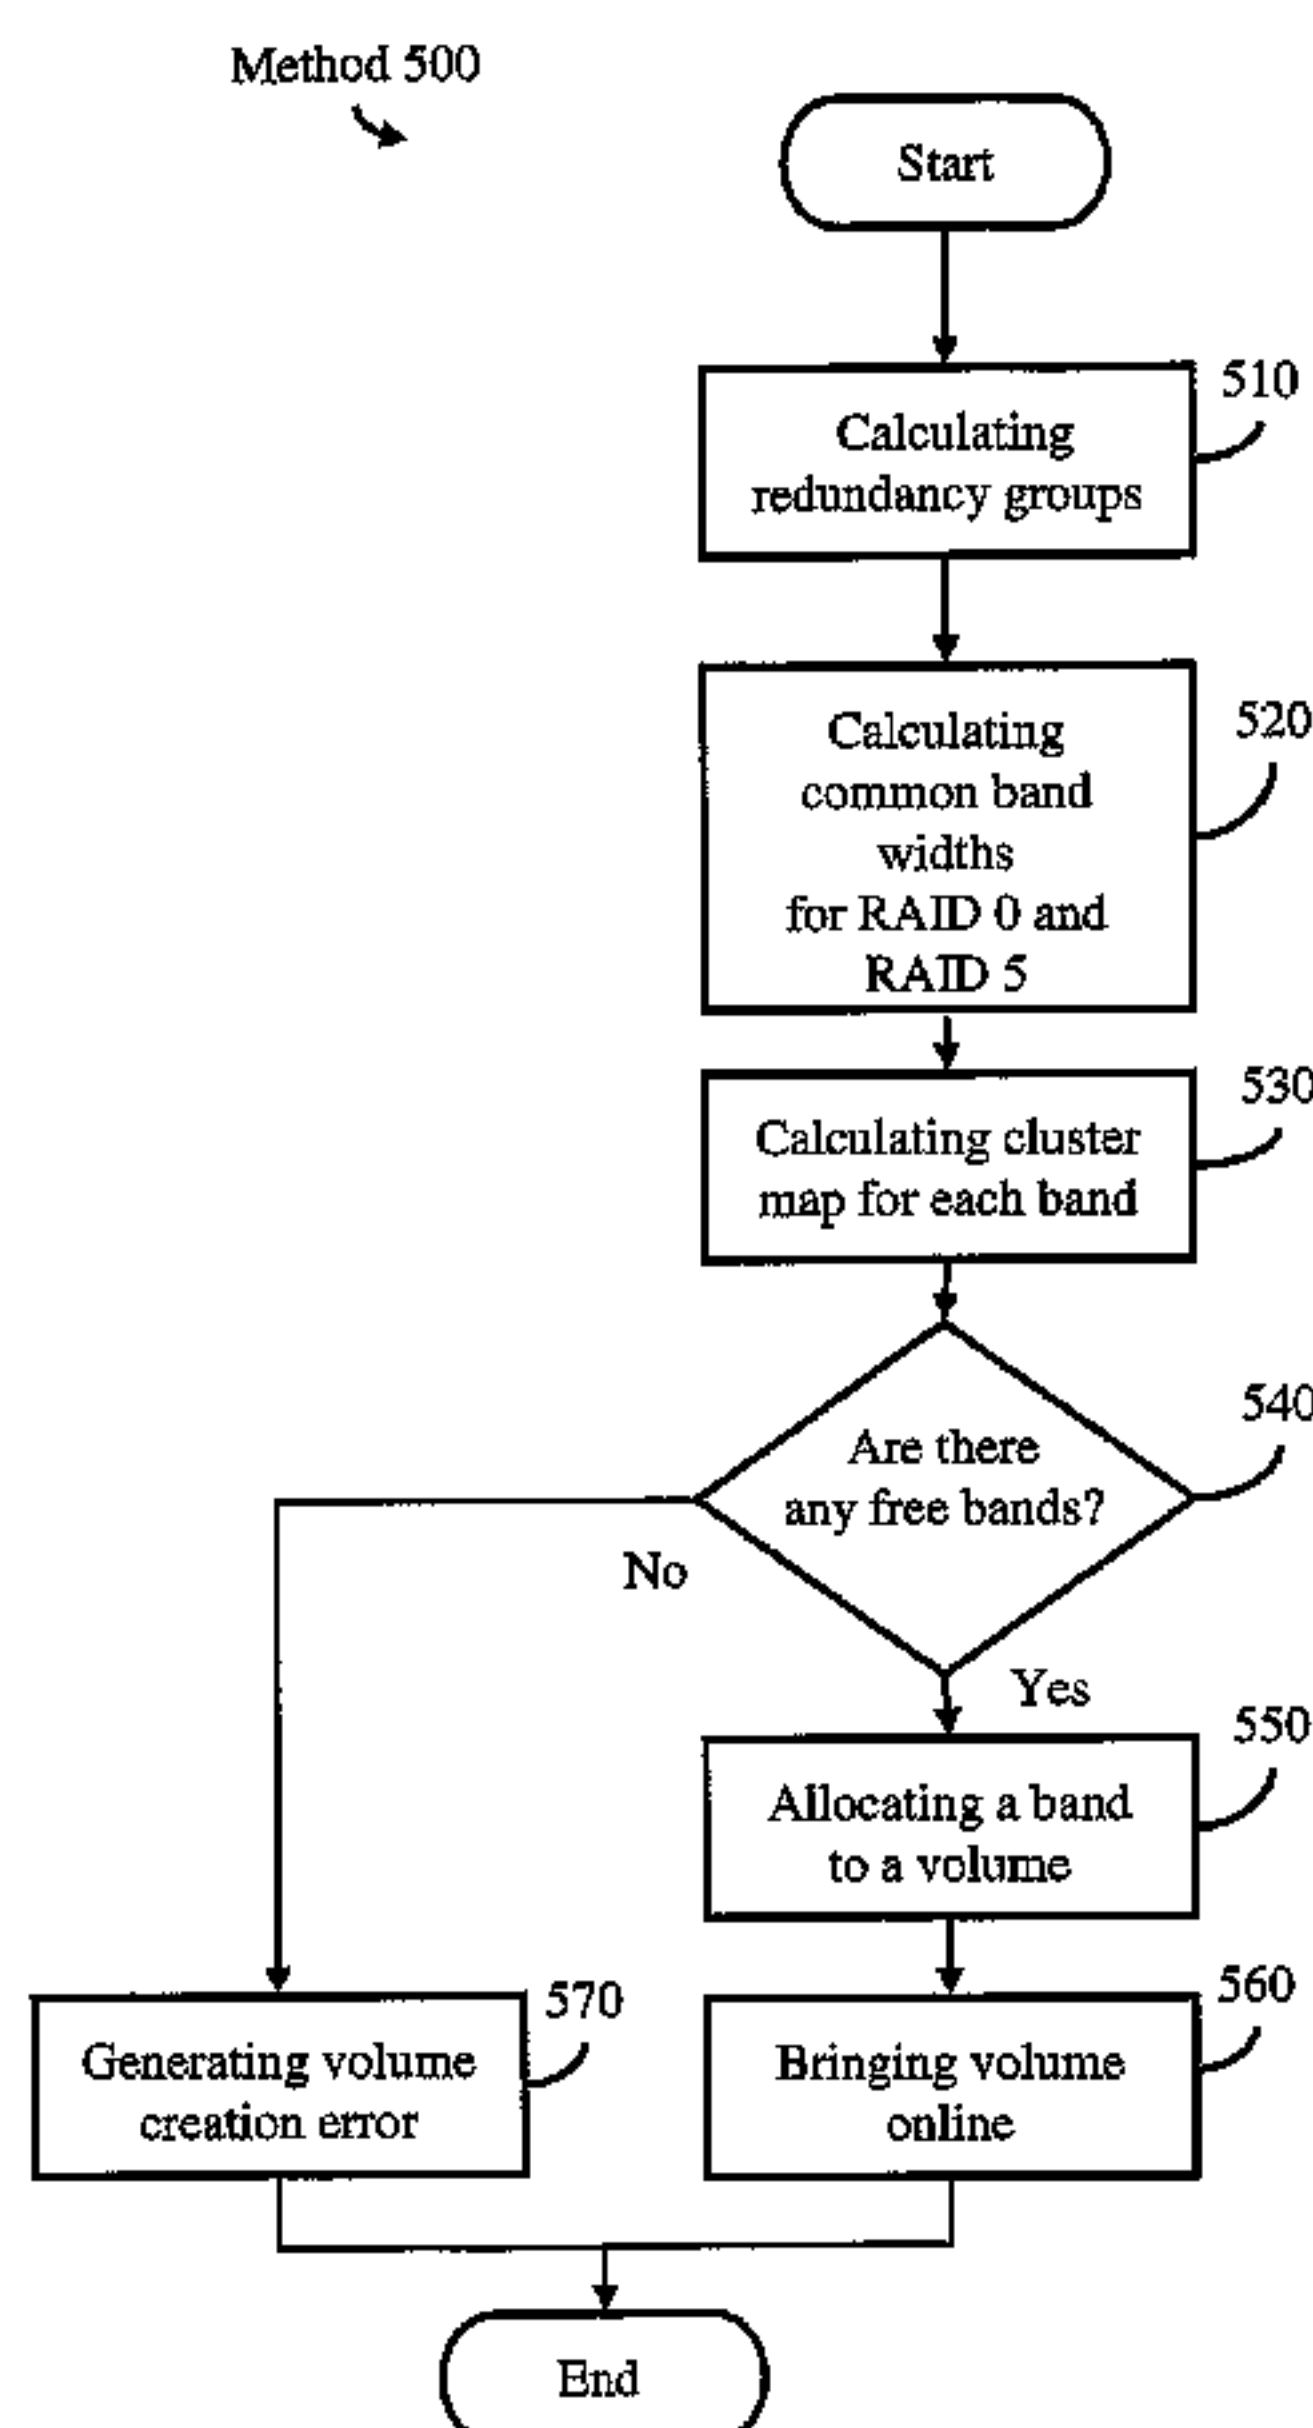 Method 500
Start
510
Calculating
redundancy groups
520
Calculating
common band
widths
for RAID 0 and
RAID 5
530
Calculating cluster
map for each band
540
Are there
any free bands?
No
Yes
550
Allocating a band
to a volume
570
560
Generating volume
creation error
Bringing volume
online
End